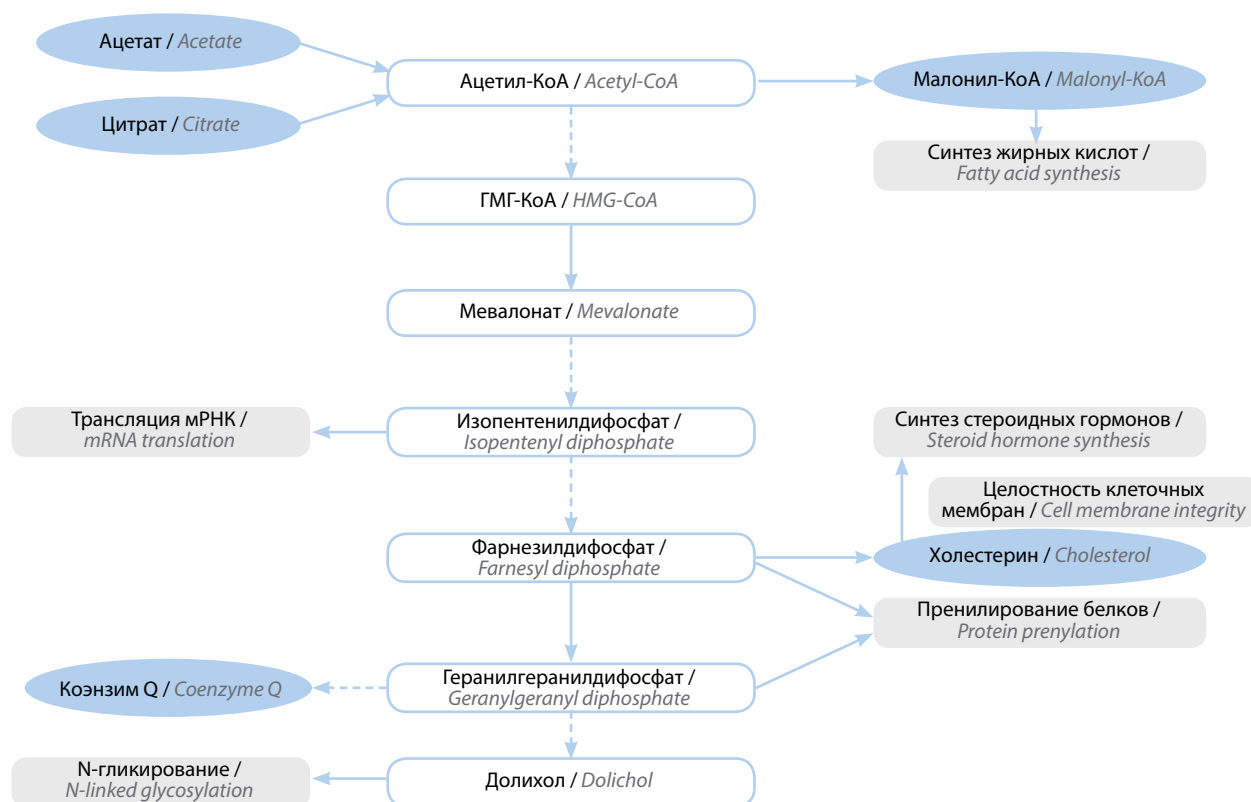 Ацетат / Acetate
Ацетил-КоА / Acetyl-CoA
Малонил-КоА / Malonyl-KoA
Цитрат / Citrate
Синтез жирных кислот /
Fatty acid synthesis
ГМГ-КоА / HMG-CoA
Мевалонат / Mevalonate
Трансляция мРНК /
mRNA translation
Изопентенилдифосфат /
Isopentenyl diphosphate
Синтез стероидных гормонов /
Steroid hormone synthesis
Целостность клеточных
мембран / Cell membrane integrity
Фарнезилдифосфат /
Farnesyl diphosphate
Холестерин / Cholesterol
Пренилирование белков /
Protein prenylation
Коэнзим Q / Coenzyme Q
Геранилгеранилдифосфат /
Geranylgeranyl diphosphate
N-гликирование /
N-linked glycosylation
Долихол / Dolichol